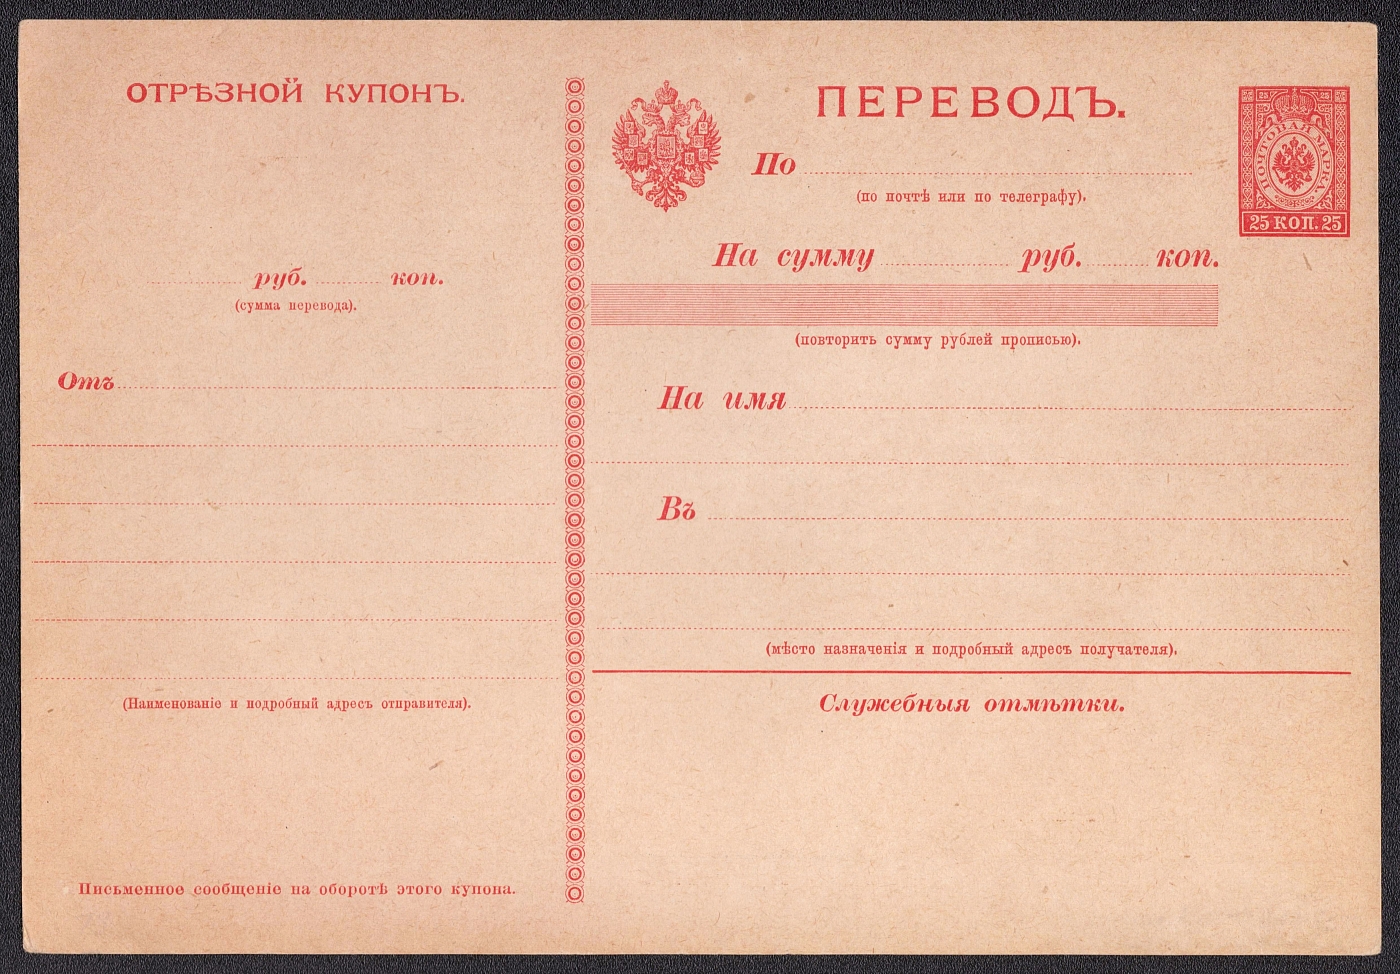 ОТРѢЗНОЙ КУПОНЪ.
руб. коп.
(сумма перевода).
Отъ
(Наименованіе и подробный адресъ отправителя).
Письменное сообщеніе на оборотѣ этого купона.
ПЕРЕВОДЪ.
По
(по почтѣ или по телеграфу).
ПОЧТОВАЯ МАРКА.
25 КОП. 25
На сумму руб. коп.
(повторить сумму рублей прописью).
На имя
Въ
(мѣсто назначенія и подробный адресъ получателя).
Служебныя отмѣтки.